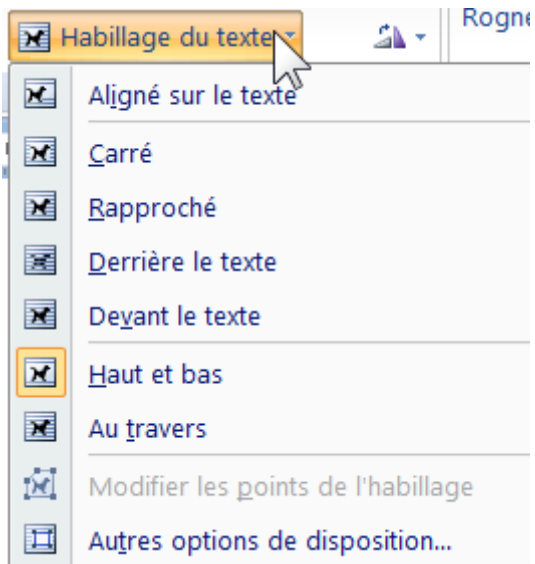 Habillage du texte
Rogne
Aligné sur le texte
Carré
Rapproché
Derrière le texte
Devant le texte
Haut et bas
Au travers
Modifier les points de l'habillage
Autres options de disposition...